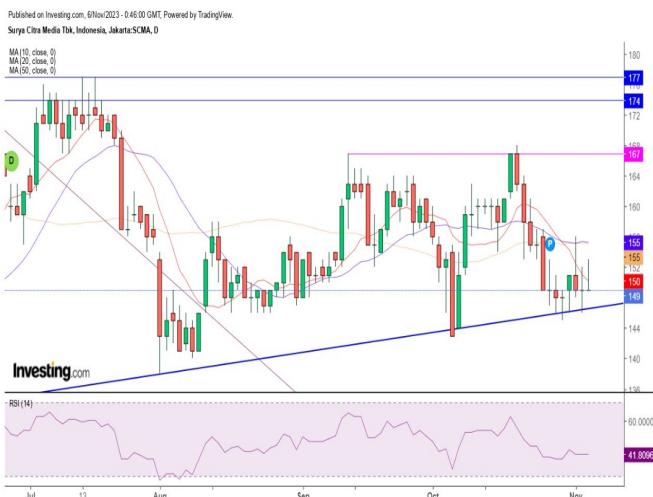 Published on Investing.com, 6/Nov/2023 - 0:46:00 GMT, Powered by TradingView.
Surya Citra Media Tbk, Indonesia, Jakarta:SCMA, D
MA (10, close, 0)
MA (20, close, 0)
MA (50, close, 0)
180
177
174
172
D
168
167
164
160
P
155
155
152
150
149
144
140
136
Investing.com
RSI (14)
60.0000
41.8096
Jul
13
Aug
Sep
Oct
Nov